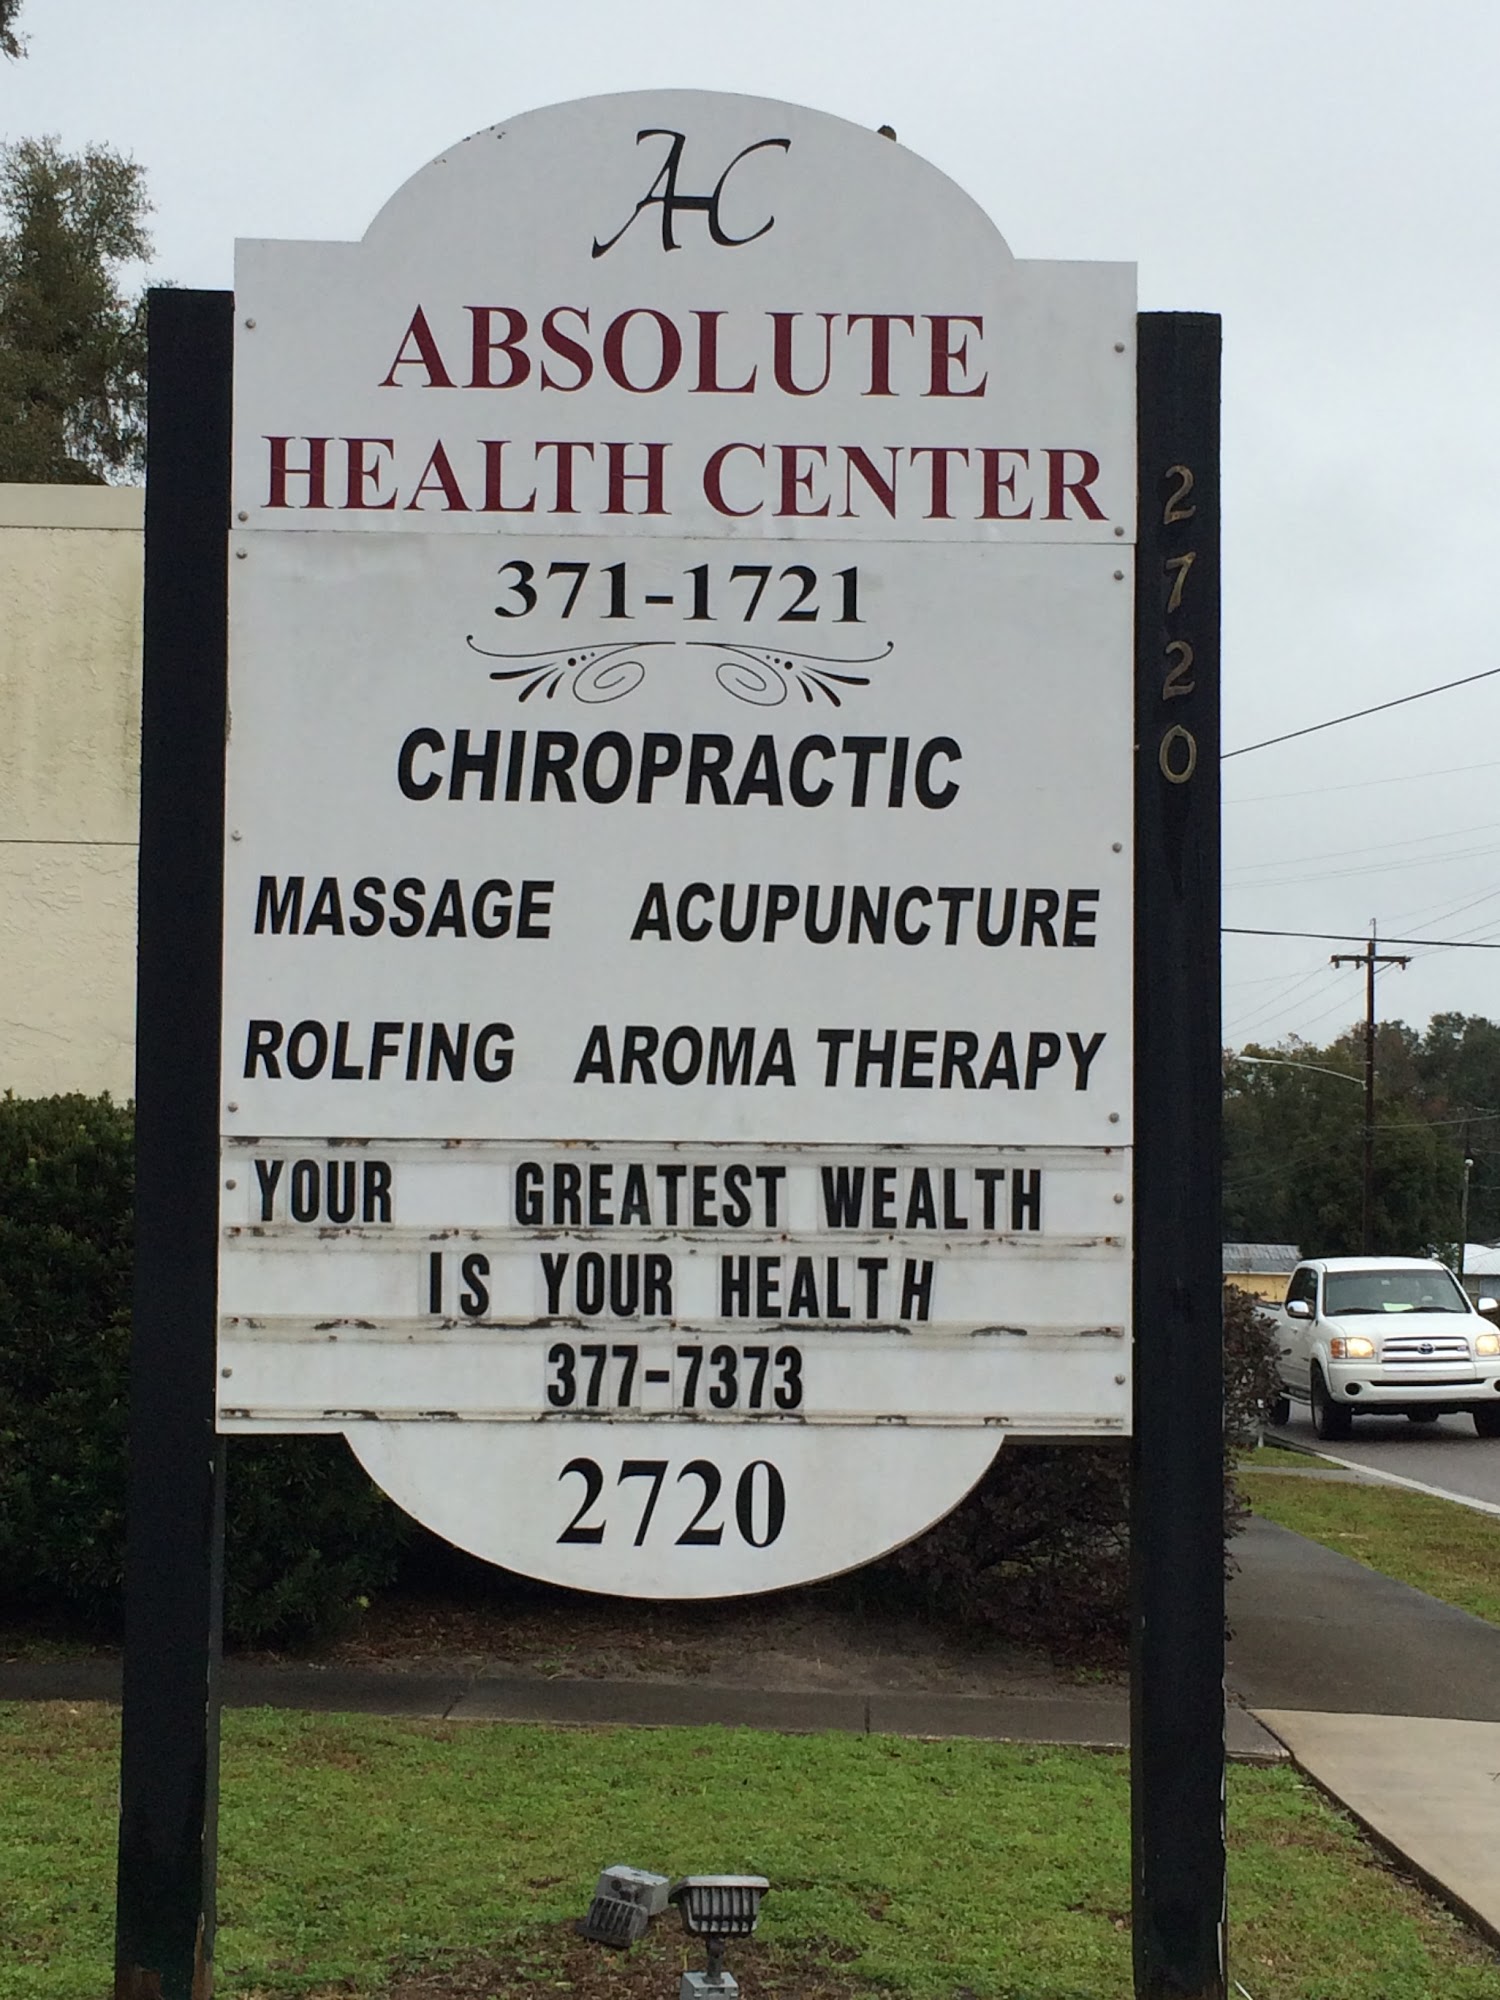 AHC
ABSOLUTE
HEALTH CENTER
371-1721
CHIROPRACTIC
MASSAGE ACUPUNCTURE
ROLFING AROMA THERAPY
YOUR GREATEST WEALTH
IS YOUR HEALTH
377-7373
2720
2720